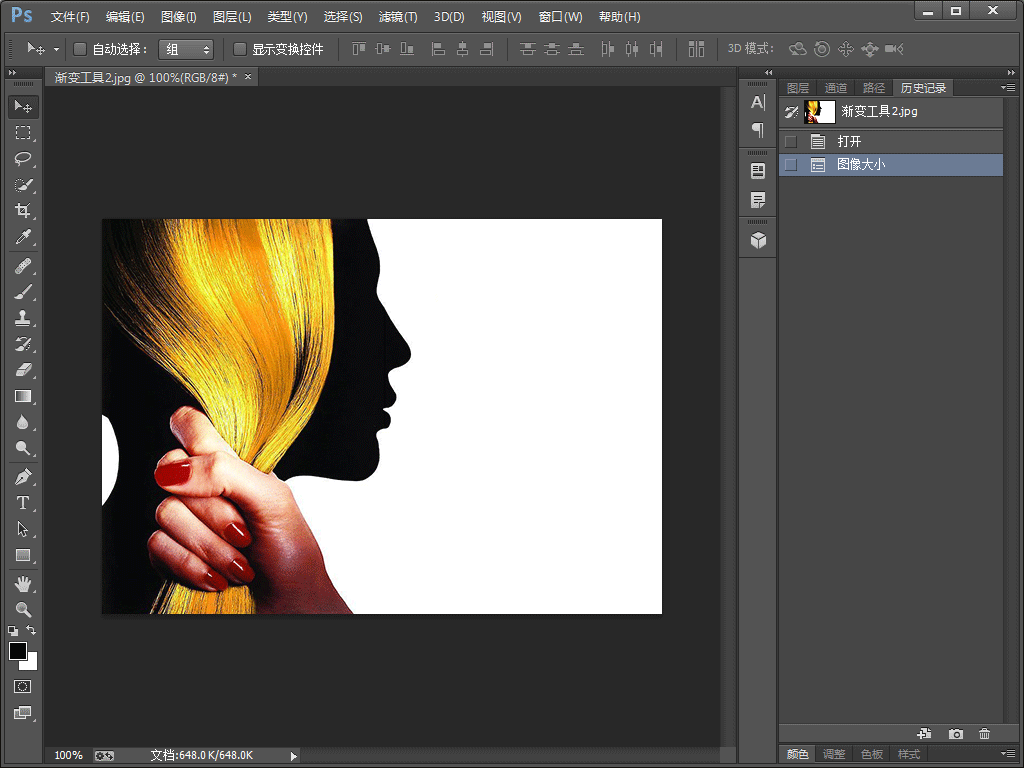 Ps 文件(F) 编辑(E) 图像(I) 图层(L) 类型(Y) 选择(S) 滤镜(T) 3D(D) 视图(V) 窗口(W) 帮助(H)
自动选择： 组 显示变换控件 3D 模式：
渐变工具2.jpg @ 100%(RGB/8#) * ×
图层 通道 路径 历史记录
渐变工具2.jpg
打开
图像大小
100% 文档:648.0K/648.0K
颜色 调整 色板 样式